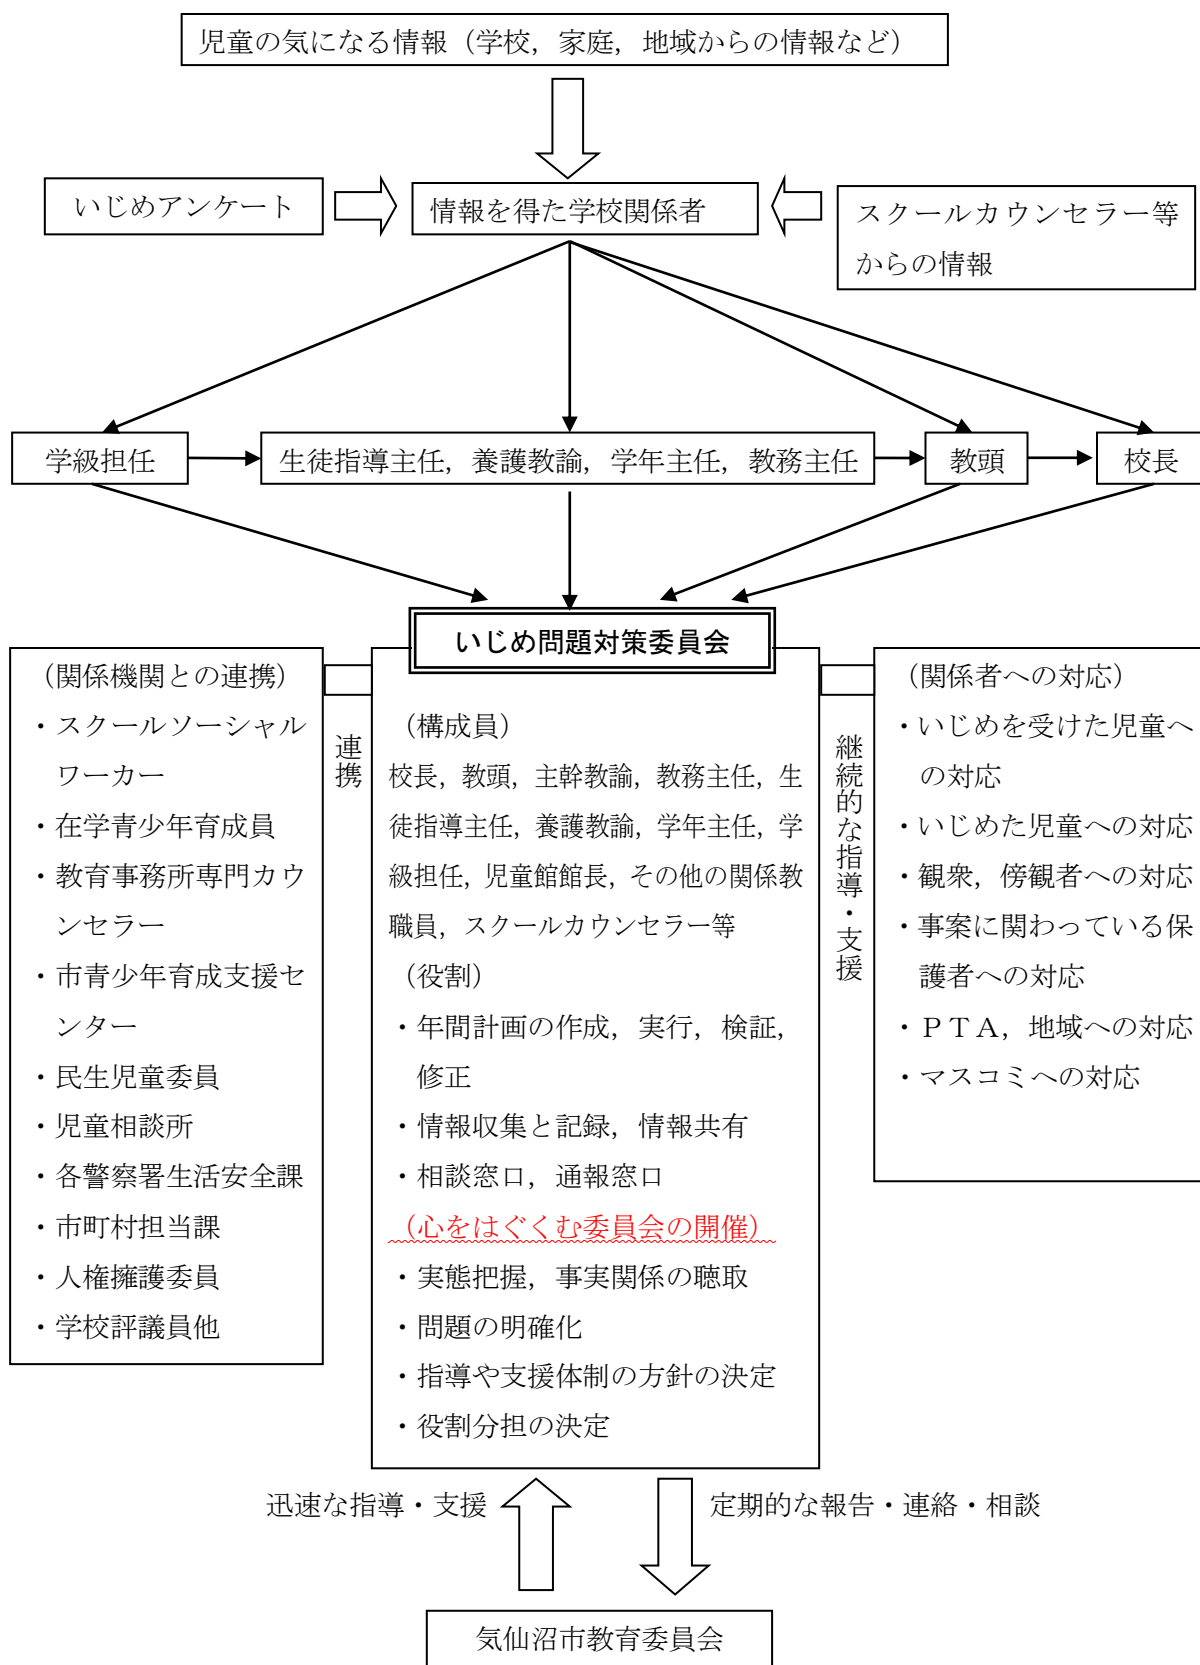 児童の気になる情報（学校，家庭，地域からの情報など）
いじめアンケート
情報を得た学校関係者
スクールカウンセラー等
からの情報
学級担任
生徒指導主任，養護教諭，学年主任，教務主任
教頭
校長
いじめ問題対策委員会
（関係機関との連携）
・スクールソーシャル
ワーカー
・在学青少年育成員
・教育事務所専門カウ
ンセラー
・市青少年育成支援セ
ンター
・民生児童委員
・児童相談所
・各警察署生活安全課
・市町村担当課
・人権擁護委員
・学校評議員他
連携
（構成員）
校長，教頭，主幹教諭，教務主任，生
徒指導主任，養護教諭，学年主任，学
級担任，児童館館長，その他の関係教
職員，スクールカウンセラー等
（役割）
・年間計画の作成，実行，検証，
修正
・情報収集と記録，情報共有
・相談窓口，通報窓口
（心をはぐくむ委員会の開催）
・実態把握，事実関係の聴取
・問題の明確化
・指導や支援体制の方針の決定
・役割分担の決定
継続的な指導・支援
（関係者への対応）
・いじめを受けた児童へ
の対応
・いじめた児童への対応
・観衆，傍観者への対応
・事案に関わっている保
護者への対応
・ＰＴＡ，地域への対応
・マスコミへの対応
迅速な指導・支援
定期的な報告・連絡・相談
気仙沼市教育委員会